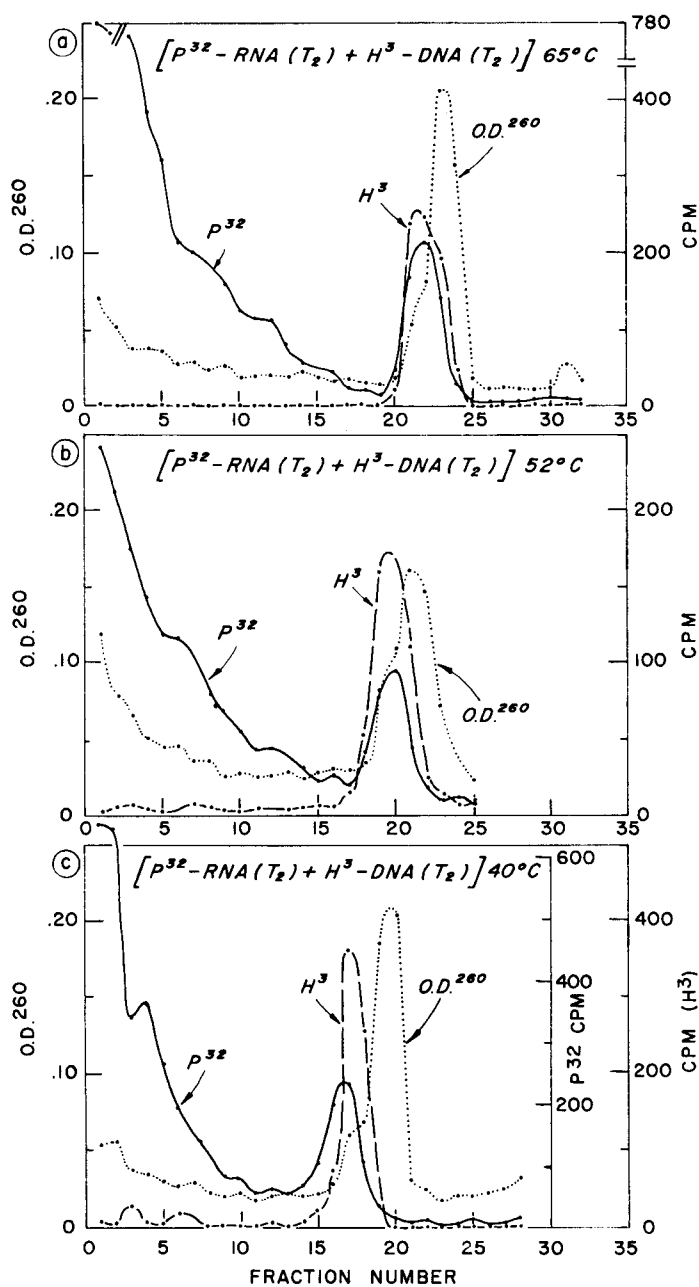 a
[P³²-RNA (T₂) + H³-DNA (T₂)] 65°C
780
.20
400
O.D.²⁶⁰
H³
P³²
O.D.²⁶⁰
CPM
.10
200
0
0 5 10 15 20 25 30 35
0
b
[P³²-RNA (T₂) + H³-DNA (T₂)] 52°C
.20
200
H³
P³²
O.D.²⁶⁰
CPM
.10
100
O.D.²⁶⁰
0
0 5 10 15 20 25 30 35
0
c
[P³²-RNA (T₂) + H³-DNA (T₂)] 40°C
600
.20
400
400
H³
O.D.²⁶⁰
O.D.²⁶⁰
P³² CPM
CPM (H³)
.10
P³²
200
200
0
0 5 10 15 20 25 30 35
0
FRACTION NUMBER